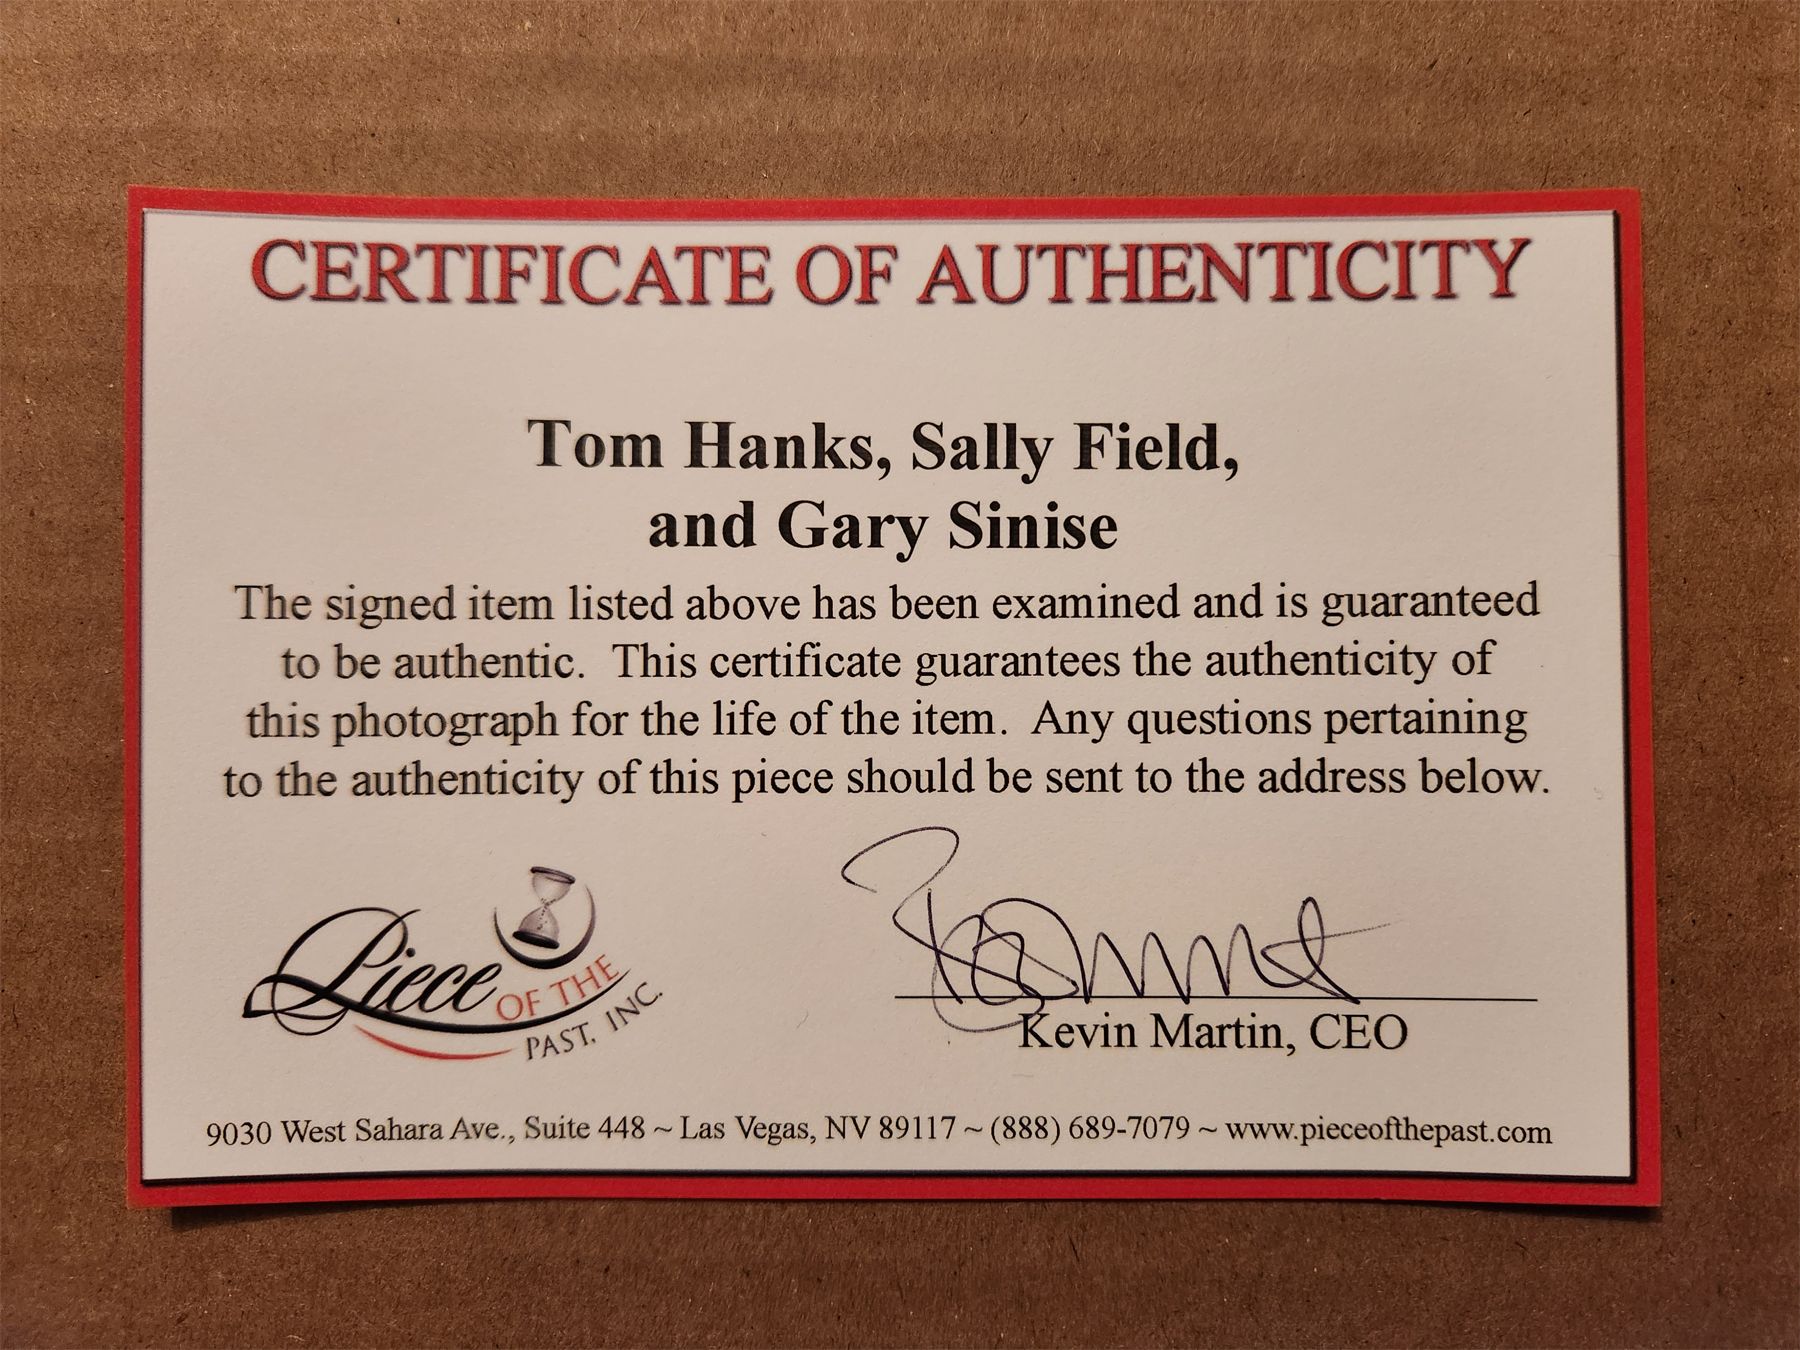 CERTIFICATE OF AUTHENTICITY
Tom Hanks, Sally Field,
and Gary Sinise
The signed item listed above has been examined and is guaranteed
to be authentic.  This certificate guarantees the authenticity of
this photograph for the life of the item.  Any questions pertaining
to the authenticity of this piece should be sent to the address below.
Piece OF THE
PAST, INC.
Kevin Martin, CEO
9030 West Sahara Ave., Suite 448 ~ Las Vegas, NV 89117 ~ (888) 689-7079 ~ www.pieceofthepast.com